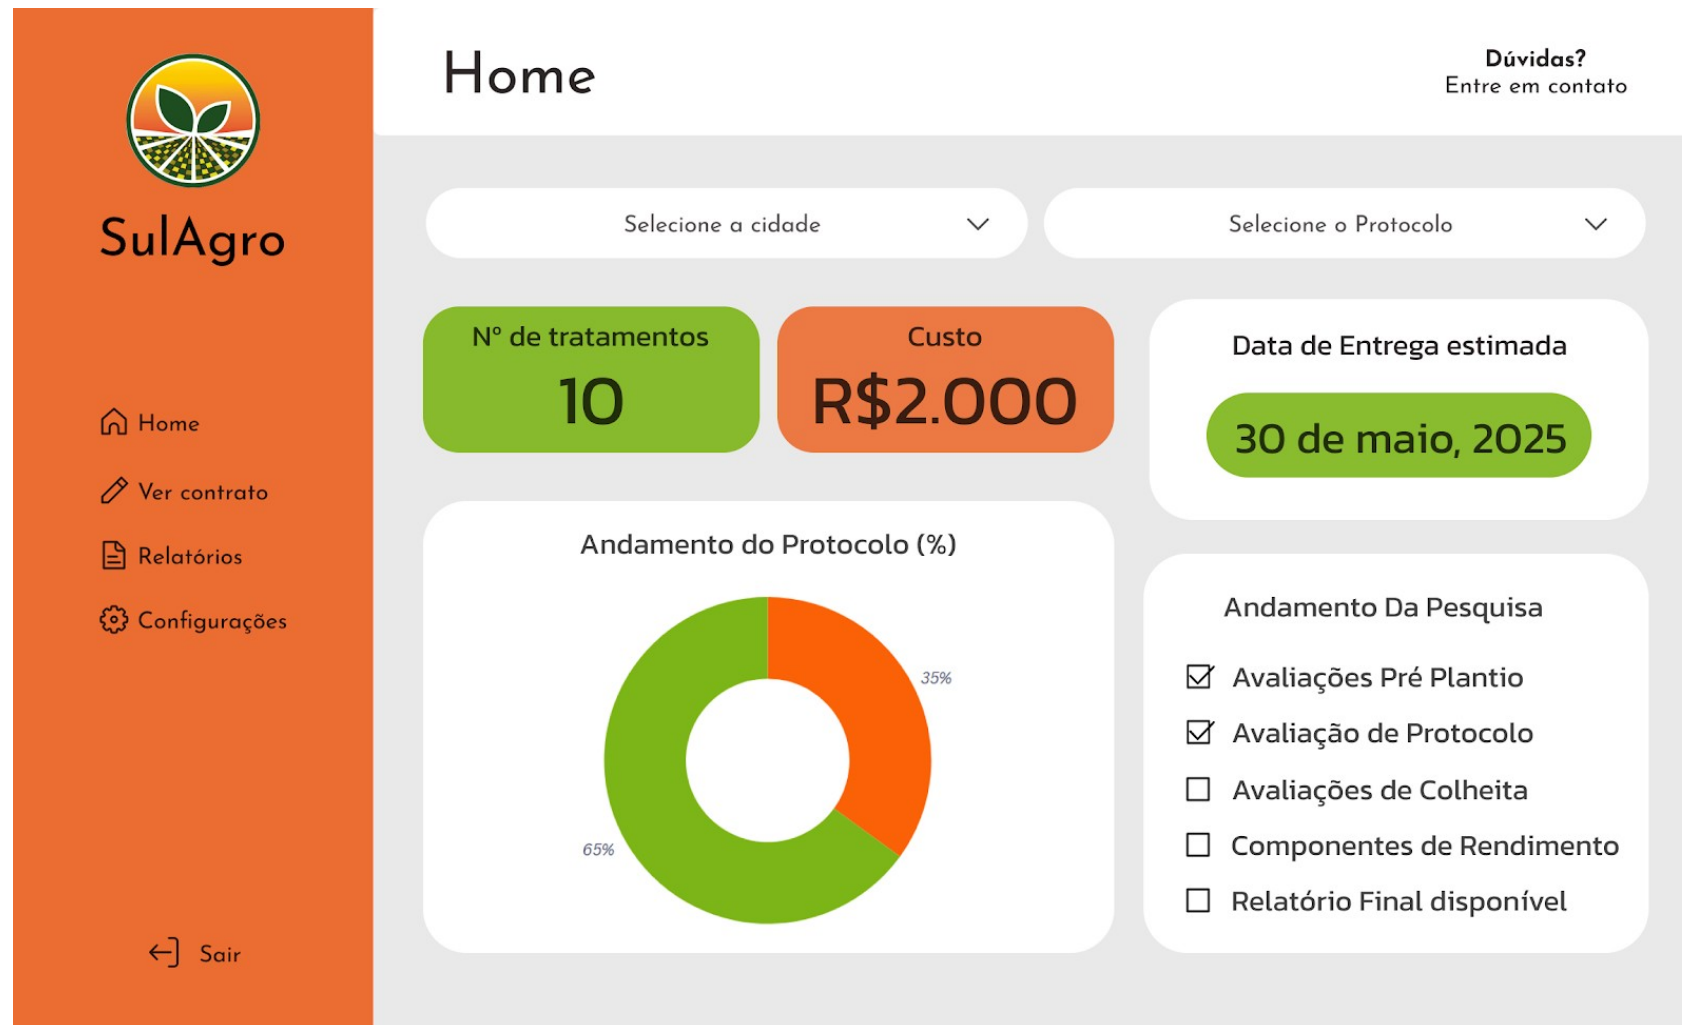 SulAgro
Home
Ver contrato
Relatórios
Configurações
Sair
Home
Dúvidas?
Entre em contato
Selecione a cidade
Selecione o Protocolo
Nº de tratamentos
10
Custo
R$2.000
Data de Entrega estimada
30 de maio, 2025
Andamento do Protocolo (%)
35%
65%
Andamento Da Pesquisa
Avaliações Pré Plantio
Avaliação de Protocolo
Avaliações de Colheita
Componentes de Rendimento
Relatório Final disponível